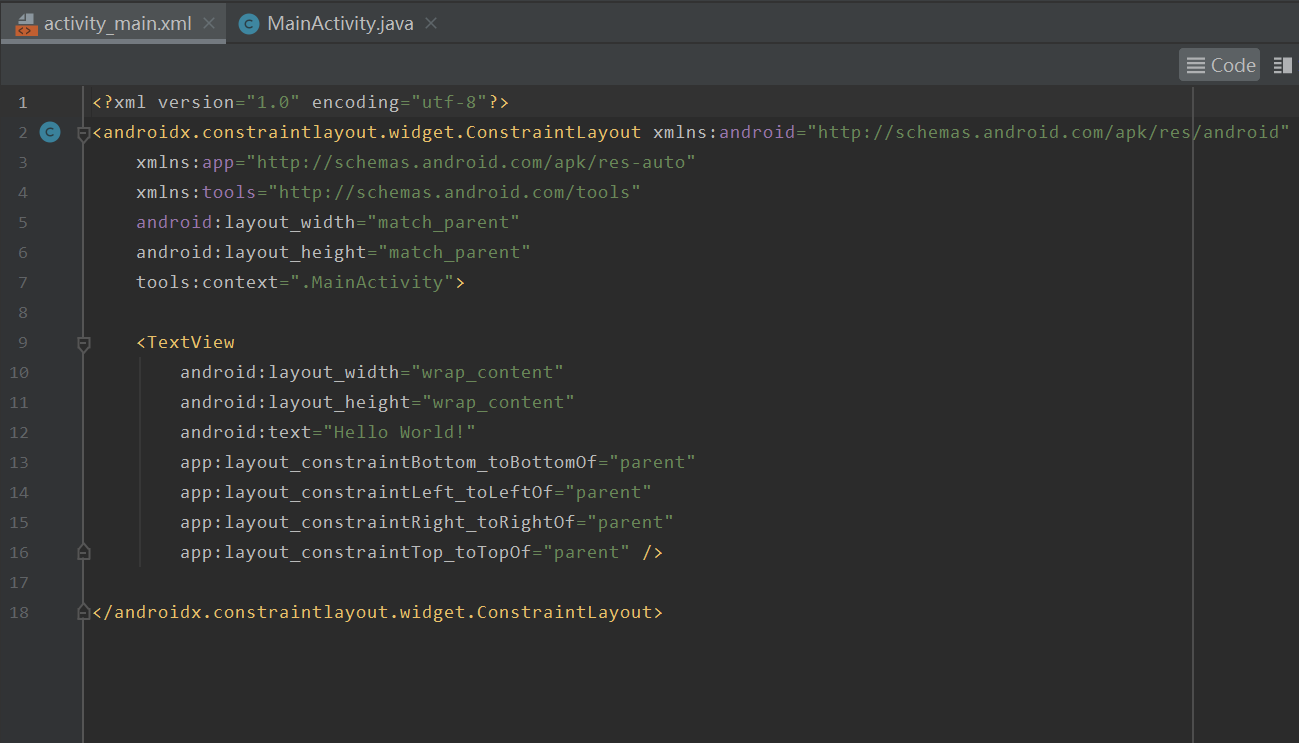 activity_main.xml MainActivity.java
Code
1 <?xml version="1.0" encoding="utf-8"?>
2 C <androidx.constraintlayout.widget.ConstraintLayout xmlns:android="http://schemas.android.com/apk/res/android"
3     xmlns:app="http://schemas.android.com/apk/res-auto"
4     xmlns:tools="http://schemas.android.com/tools"
5     android:layout_width="match_parent"
6     android:layout_height="match_parent"
7     tools:context=".MainActivity">
8
9     <TextView
10         android:layout_width="wrap_content"
11         android:layout_height="wrap_content"
12         android:text="Hello World!"
13         app:layout_constraintBottom_toBottomOf="parent"
14         app:layout_constraintLeft_toLeftOf="parent"
15         app:layout_constraintRight_toRightOf="parent"
16         app:layout_constraintTop_toTopOf="parent" />
17
18 </androidx.constraintlayout.widget.ConstraintLayout>